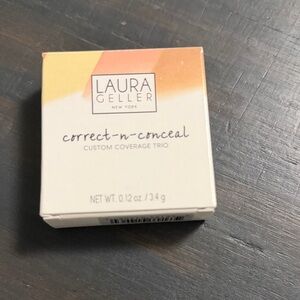 LAURA
GELLER
NEW YORK
correct-n-conceal
CUSTOM COVERAGE TRIO
NET WT. 0.12 oz. / 3.4 g